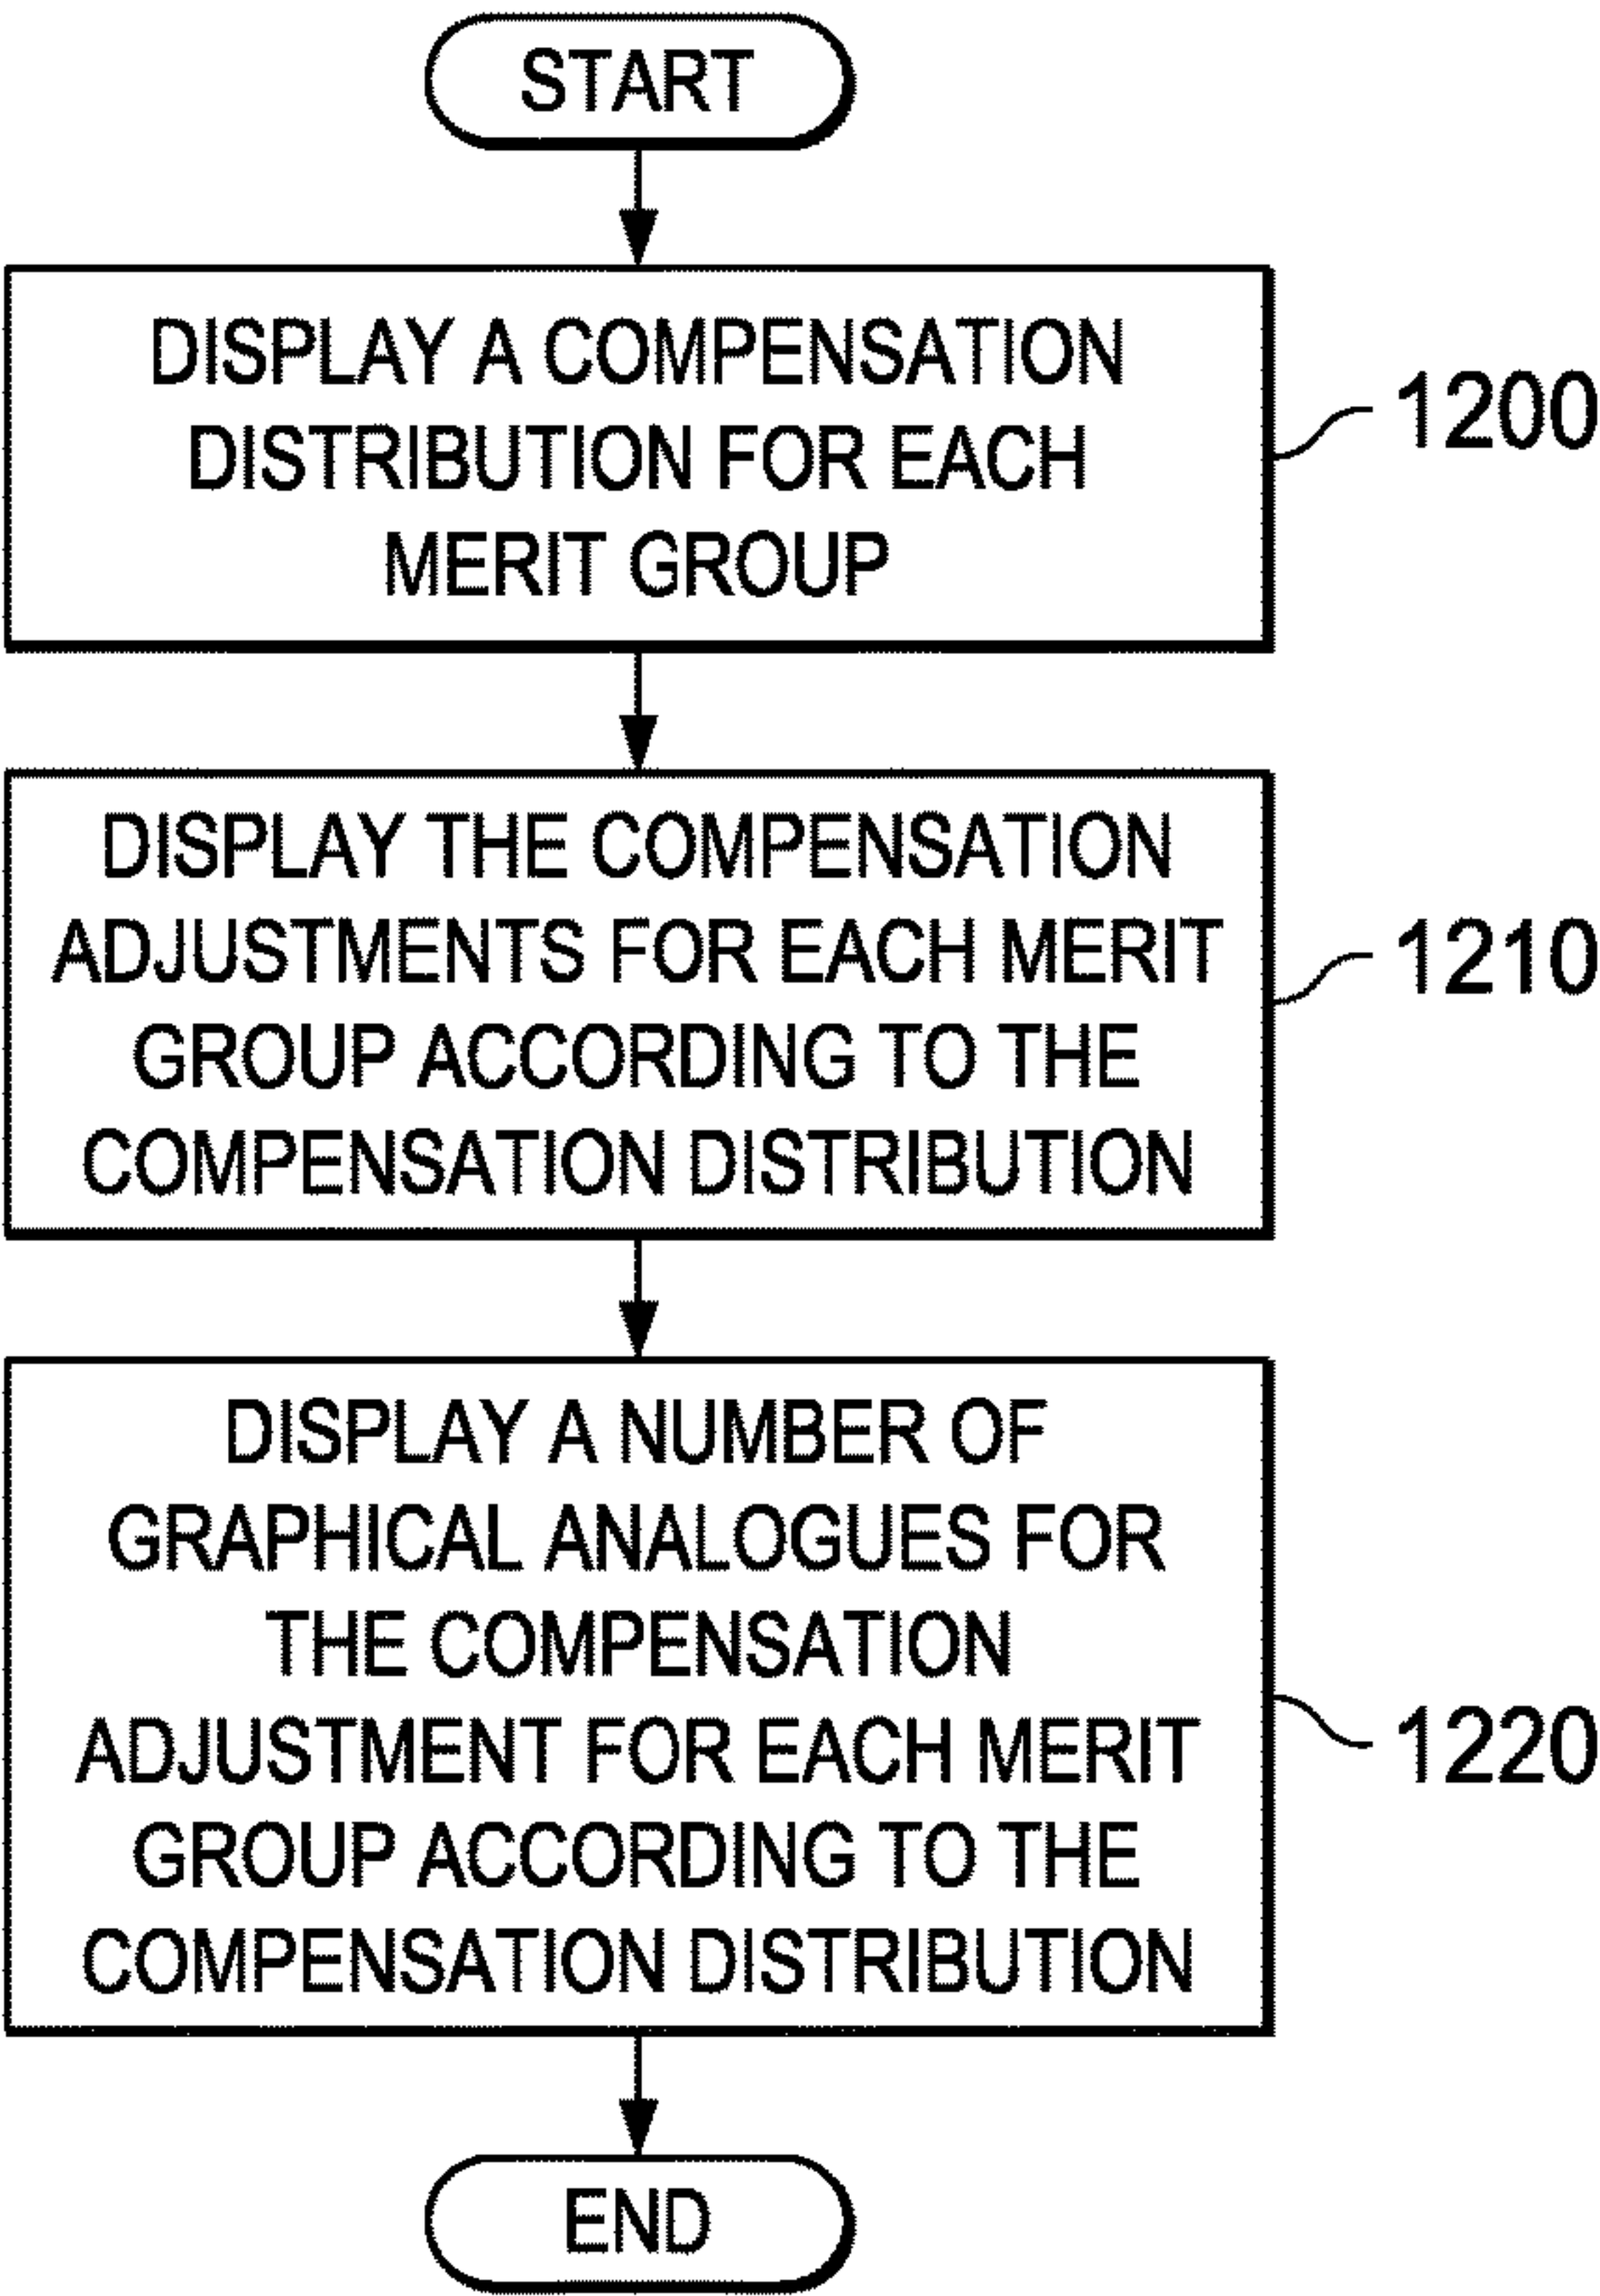 START
DISPLAY A COMPENSATION
DISTRIBUTION FOR EACH
MERIT GROUP
1200
DISPLAY THE COMPENSATION
ADJUSTMENTS FOR EACH MERIT
GROUP ACCORDING TO THE
COMPENSATION DISTRIBUTION
1210
DISPLAY A NUMBER OF
GRAPHICAL ANALOGUES FOR
THE COMPENSATION
ADJUSTMENT FOR EACH MERIT
GROUP ACCORDING TO THE
COMPENSATION DISTRIBUTION
1220
END